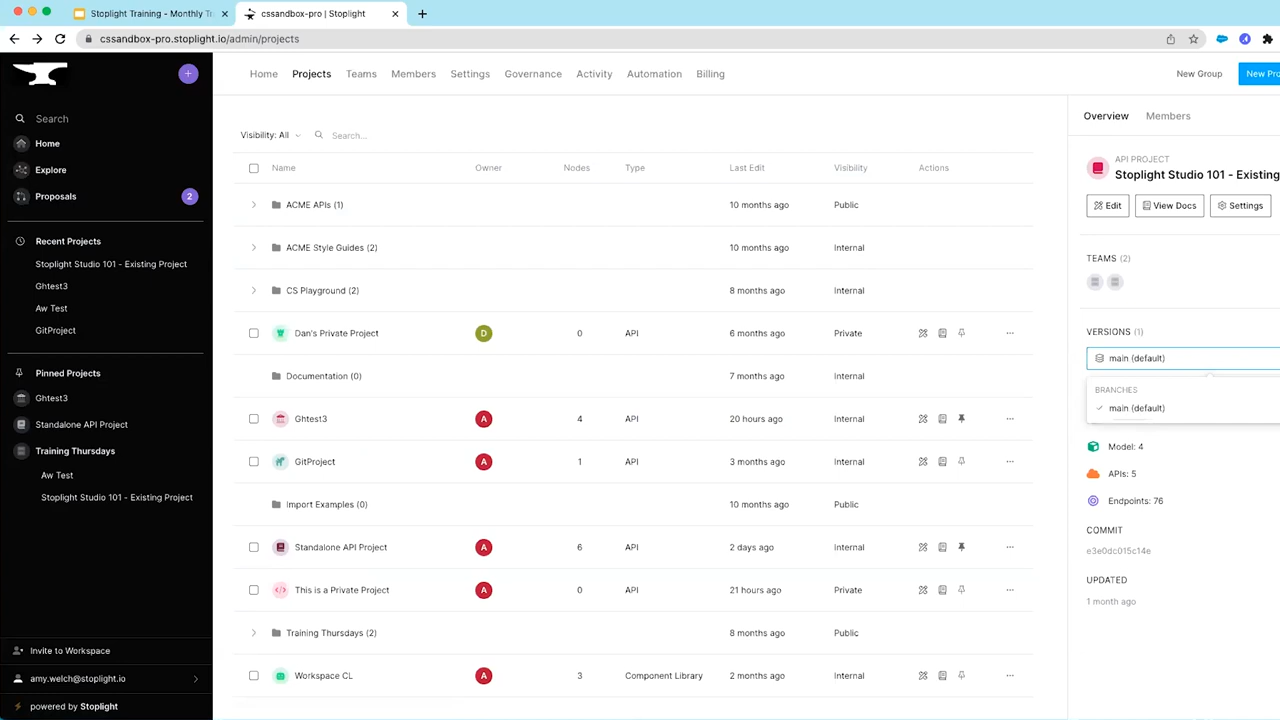 Stoplight Training - Monthly Tr
cssandbox-pro | Stoplight
cssandbox-pro.stoplight.io/admin/projects
Search
Home
Explore
Proposals
2
Recent Projects
Stoplight Studio 101 - Existing Project
Ghtest3
Aw Test
GitProject
Pinned Projects
Ghtest3
Standalone API Project
Training Thursdays
Aw Test
Stoplight Studio 101 - Existing Project
Invite to Workspace
amy.welch@stoplight.io
powered by Stoplight
Home Projects Teams Members Settings Governance Activity Automation Billing
New Group
New Pro
Visibility: All
Search...
Name Owner Nodes Type Last Edit Visibility Actions
ACME APIs (1) 10 months ago Public
ACME Style Guides (2) 10 months ago Internal
CS Playground (2) 8 months ago Internal
Dan's Private Project D 0 API 6 months ago Private
Documentation (0) 7 months ago Internal
Ghtest3 A 4 API 20 hours ago Internal
GitProject A 1 API 3 months ago Internal
Import Examples (0) 10 months ago Public
Standalone API Project A 6 API 2 days ago Internal
This is a Private Project A 0 API 21 hours ago Private
Training Thursdays (2) 8 months ago Public
Workspace CL A 3 Component Library 2 months ago Internal
Overview Members
API PROJECT
Stoplight Studio 101 - Existing
Edit View Docs Settings
TEAMS (2)
VERSIONS (1)
main (default)
BRANCHES
main (default)
Model: 4
APIs: 5
Endpoints: 76
COMMIT
e3e0dc015c14e
UPDATED
1 month ago